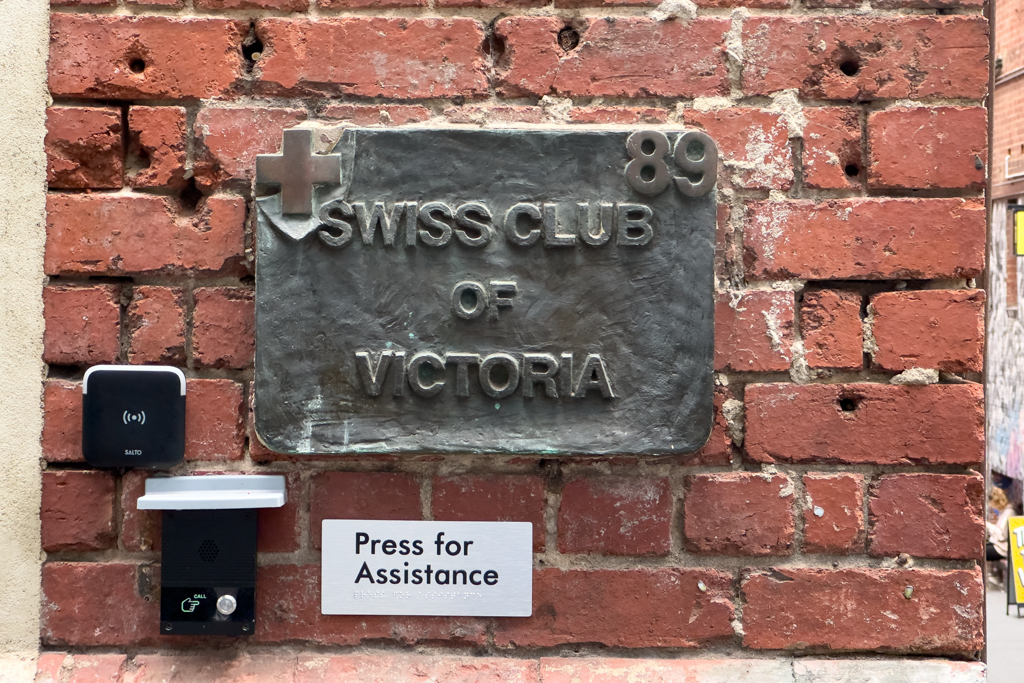 89
SWISS CLUB
OF
VICTORIA
SALTO
CALL
Press for
Assistance